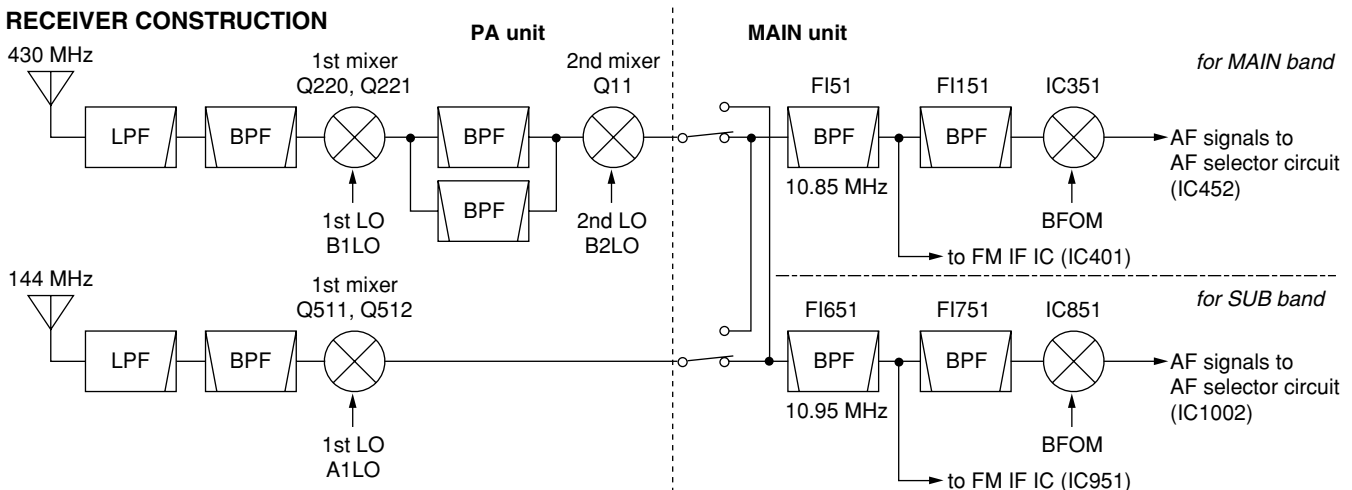 RECEIVER CONSTRUCTION
PA unit
MAIN unit
430 MHz
1st mixer
Q220, Q221
2nd mixer
Q11
for MAIN band
FI51
FI151
IC351
LPF
BPF
BPF
BPF
BPF
BPF
10.85 MHz
AF signals to
AF selector circuit
(IC452)
1st LO
B1LO
2nd LO
B2LO
BFOM
to FM IF IC (IC401)
144 MHz
1st mixer
Q511, Q512
for SUB band
FI651
FI751
IC851
LPF
BPF
BPF
BPF
10.95 MHz
AF signals to
AF selector circuit
(IC1002)
1st LO
A1LO
BFOM
to FM IF IC (IC951)